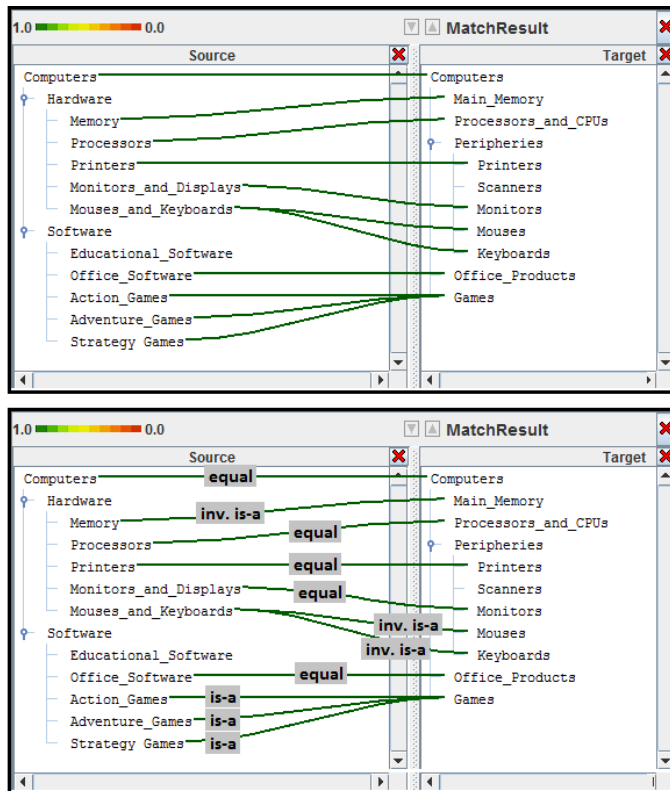 1.0 0.0 MatchResult
Source Target
Computers Computers
Hardware Main_Memory
Memory Processors_and_CPUs
Processors Peripheries
Printers Printers
Monitors_and_Displays Scanners
Mouses_and_Keyboards Monitors
Software Mouses
Educational_Software Keyboards
Office_Software Office_Products
Action_Games Games
Adventure_Games
Strategy Games
1.0 0.0 MatchResult
Source Target
Computers equal Computers
Hardware Main_Memory
Memory inv. is-a Processors_and_CPUs
Processors equal Peripheries
Printers equal Printers
Monitors_and_Displays equal Scanners
Mouses_and_Keyboards Monitors
Software inv. is-a Mouses
Educational_Software inv. is-a Keyboards
Office_Software equal Office_Products
Action_Games is-a Games
Adventure_Games is-a
Strategy Games is-a